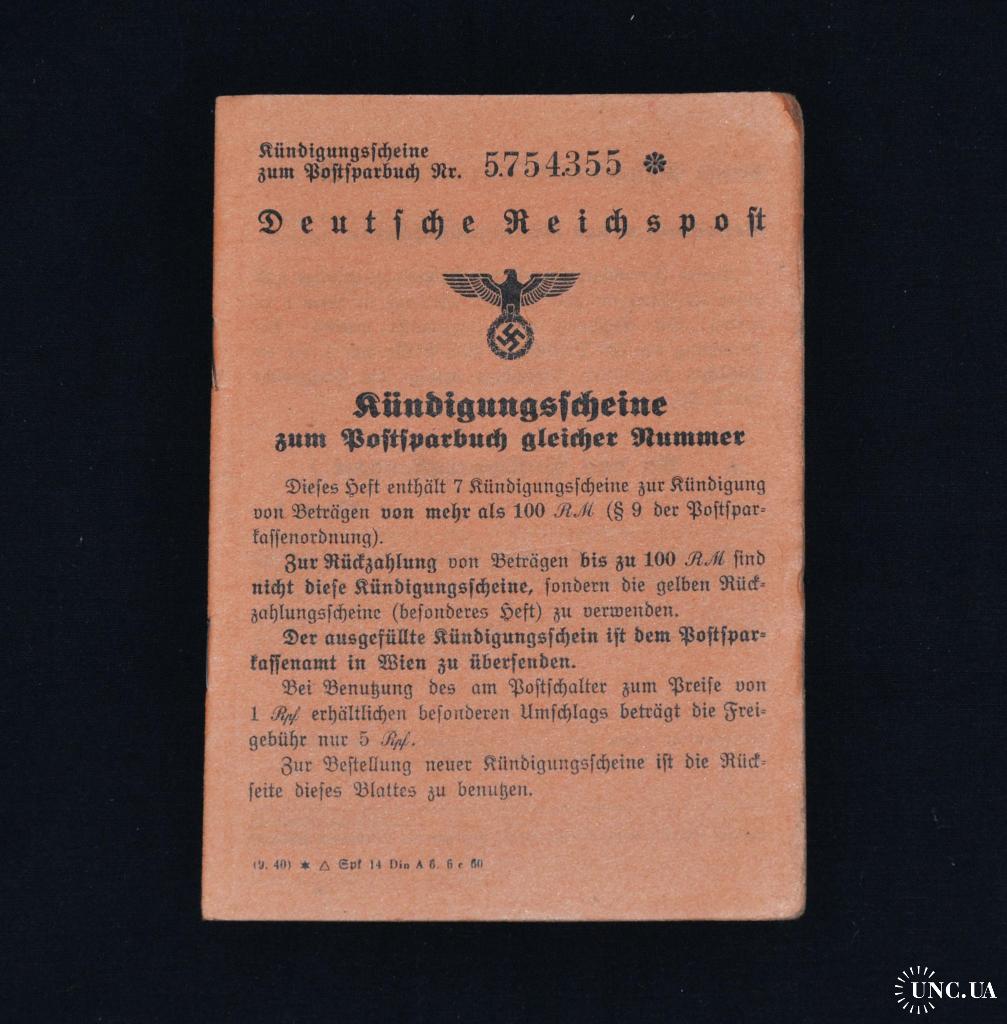 Kündigungsscheine
zum Postsparbuch Nr. 5.754.355 *
Deutsche Reichspost
Kündigungsscheine
zum Postsparbuch gleicher Nummer
Dieses Heft enthält 7 Kündigungsscheine zur Kündigung
von Beträgen von mehr als 100 RM (§ 9 der Postspar-
kassenordnung).
Zur Rückzahlung von Beträgen bis zu 100 RM sind
nicht diese Kündigungsscheine, sondern die gelben Rück-
zahlungsscheine (besonderes Heft) zu verwenden.
Der ausgefüllte Kündigungsschein ist dem Postspar-
kassenamt in Wien zu übersenden.
Bei Benutzung des am Postschalter zum Preise von
1 Rpf erhältlichen besonderen Umschlags beträgt die Frei-
gebühr nur 5 Rpf.
Zur Bestellung neuer Kündigungsscheine ist die Rück-
seite dieses Blattes zu benutzen.
(9. 40) * △ Spk 14 Din A 6. 6 c 60
UNC.UA